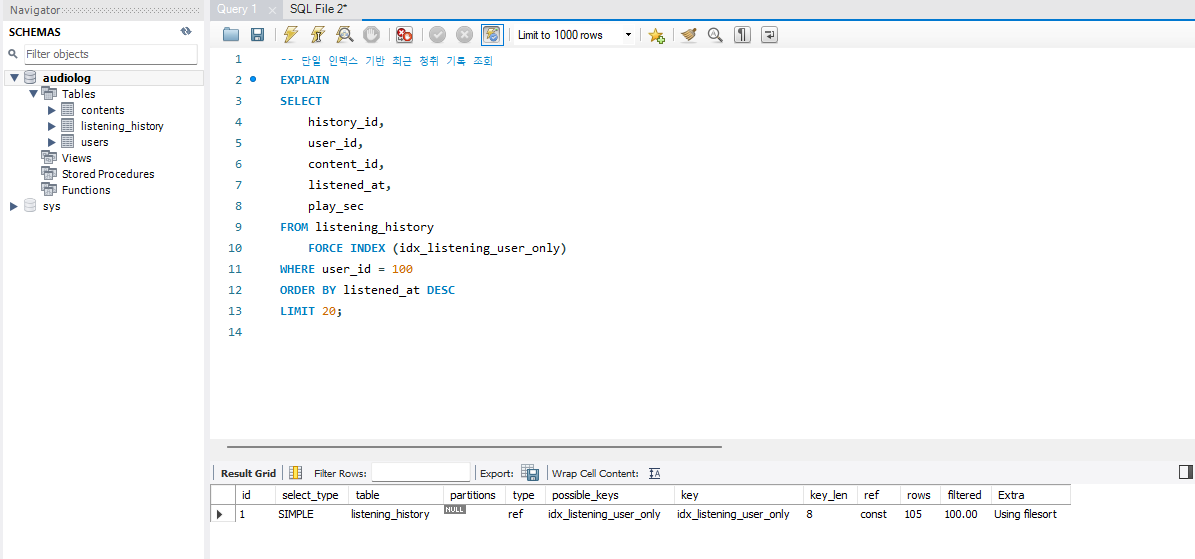 Navigator
Query 1
SQL File 2*
SCHEMAS
Filter objects
Limit to 1000 rows
audiolog
Tables
contents
listening_history
users
Views
Stored Procedures
Functions
sys
1 -- 단일 인덱스 기반 최근 청취 기록 조회
2 EXPLAIN
3 SELECT
4 history_id,
5 user_id,
6 content_id,
7 listened_at,
8 play_sec
9 FROM listening_history
10 FORCE INDEX (idx_listening_user_only)
11 WHERE user_id = 100
12 ORDER BY listened_at DESC
13 LIMIT 20;
14
Result Grid Filter Rows: Export: Wrap Cell Content:
id select_type table partitions type possible_keys key key_len ref rows filtered Extra
1 SIMPLE listening_history NULL ref idx_listening_user_only idx_listening_user_only 8 const 105 100.00 Using filesort